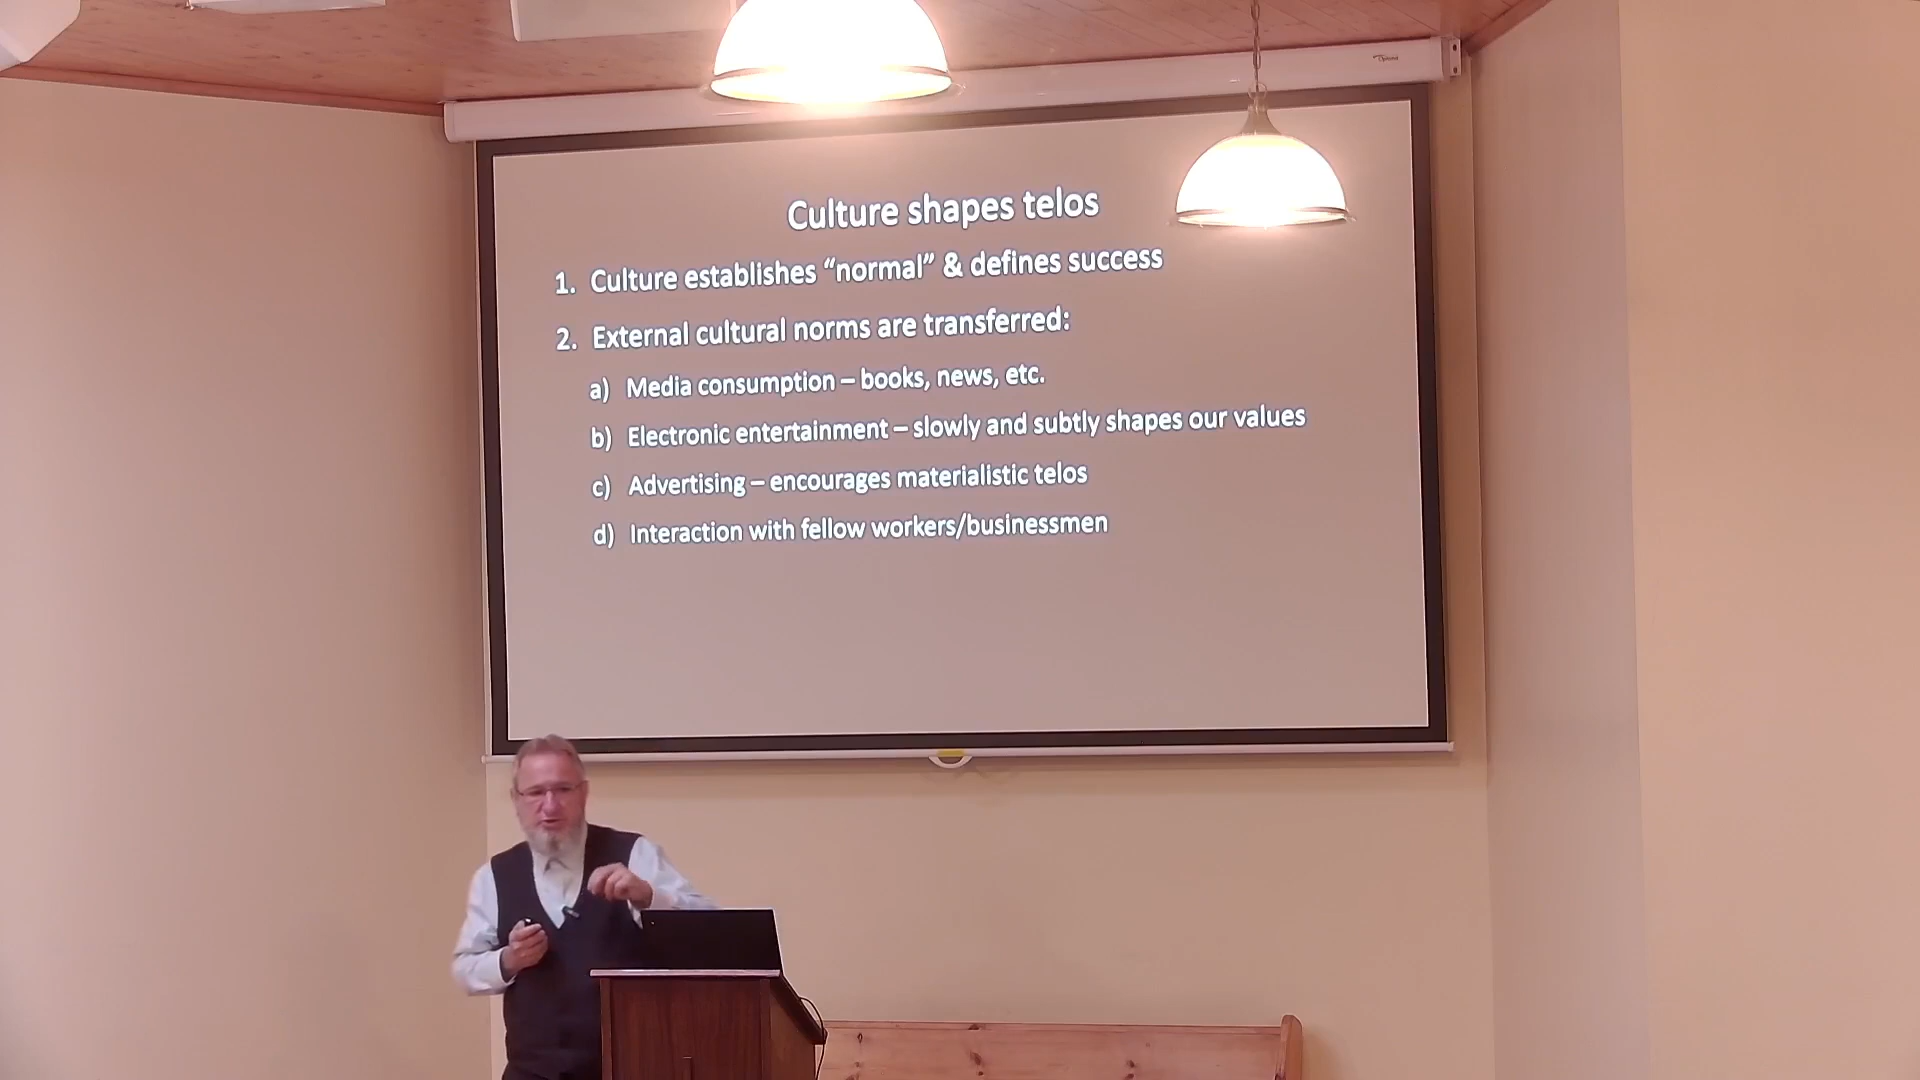 Optoma
Culture shapes telos
1. Culture establishes “normal” & defines success
2. External cultural norms are transferred:
a) Media consumption – books, news, etc.
b) Electronic entertainment – slowly and subtly shapes our values
c) Advertising – encourages materialistic telos
d) Interaction with fellow workers/businessmen